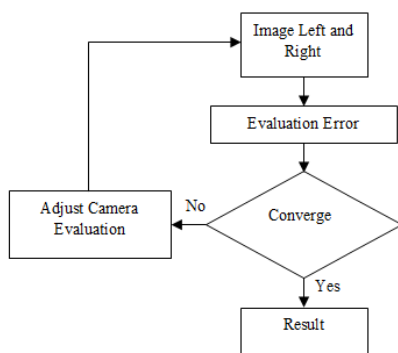 Image Left and
Right
Evaluation Error
Converge
No
Adjust Camera
Evaluation
Yes
Result